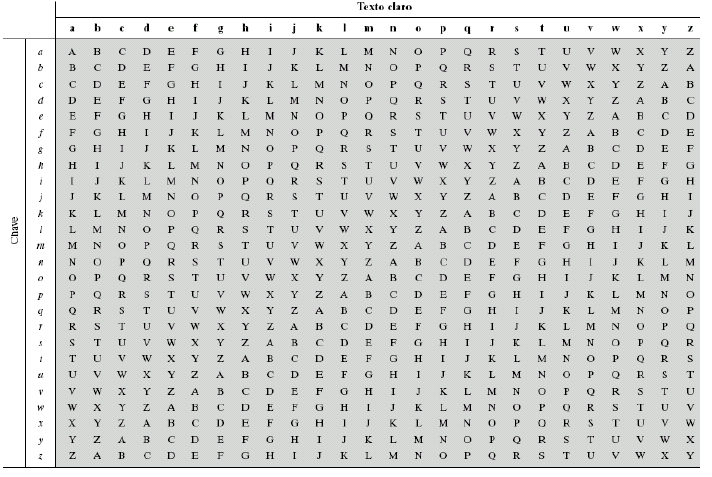 Texto claro
a b c d e f g h i j k l m n o p q r s t u v w x y z
Chave
a A B C D E F G H I J K L M N O P Q R S T U V W X Y Z
b B C D E F G H I J K L M N O P Q R S T U V W X Y Z A
c C D E F G H I J K L M N O P Q R S T U V W X Y Z A B
d D E F G H I J K L M N O P Q R S T U V W X Y Z A B C
e E F G H I J K L M N O P Q R S T U V W X Y Z A B C D
f F G H I J K L M N O P Q R S T U V W X Y Z A B C D E
g G H I J K L M N O P Q R S T U V W X Y Z A B C D E F
h H I J K L M N O P Q R S T U V W X Y Z A B C D E F G
i I J K L M N O P Q R S T U V W X Y Z A B C D E F G H
j J K L M N O P Q R S T U V W X Y Z A B C D E F G H I
k K L M N O P Q R S T U V W X Y Z A B C D E F G H I J
l L M N O P Q R S T U V W X Y Z A B C D E F G H I J K
m M N O P Q R S T U V W X Y Z A B C D E F G H I J K L
n N O P Q R S T U V W X Y Z A B C D E F G H I J K L M
o O P Q R S T U V W X Y Z A B C D E F G H I J K L M N
p P Q R S T U V W X Y Z A B C D E F G H I J K L M N O
q Q R S T U V W X Y Z A B C D E F G H I J K L M N O P
r R S T U V W X Y Z A B C D E F G H I J K L M N O P Q
s S T U V W X Y Z A B C D E F G H I J K L M N O P Q R
t T U V W X Y Z A B C D E F G H I J K L M N O P Q R S
u U V W X Y Z A B C D E F G H I J K L M N O P Q R S T
v V W X Y Z A B C D E F G H I J K L M N O P Q R S T U
w W X Y Z A B C D E F G H I J K L M N O P Q R S T U V
x X Y Z A B C D E F G H I J K L M N O P Q R S T U V W
y Y Z A B C D E F G H I J K L M N O P Q R S T U V W X
z Z A B C D E F G H I J K L M N O P Q R S T U V W X Y